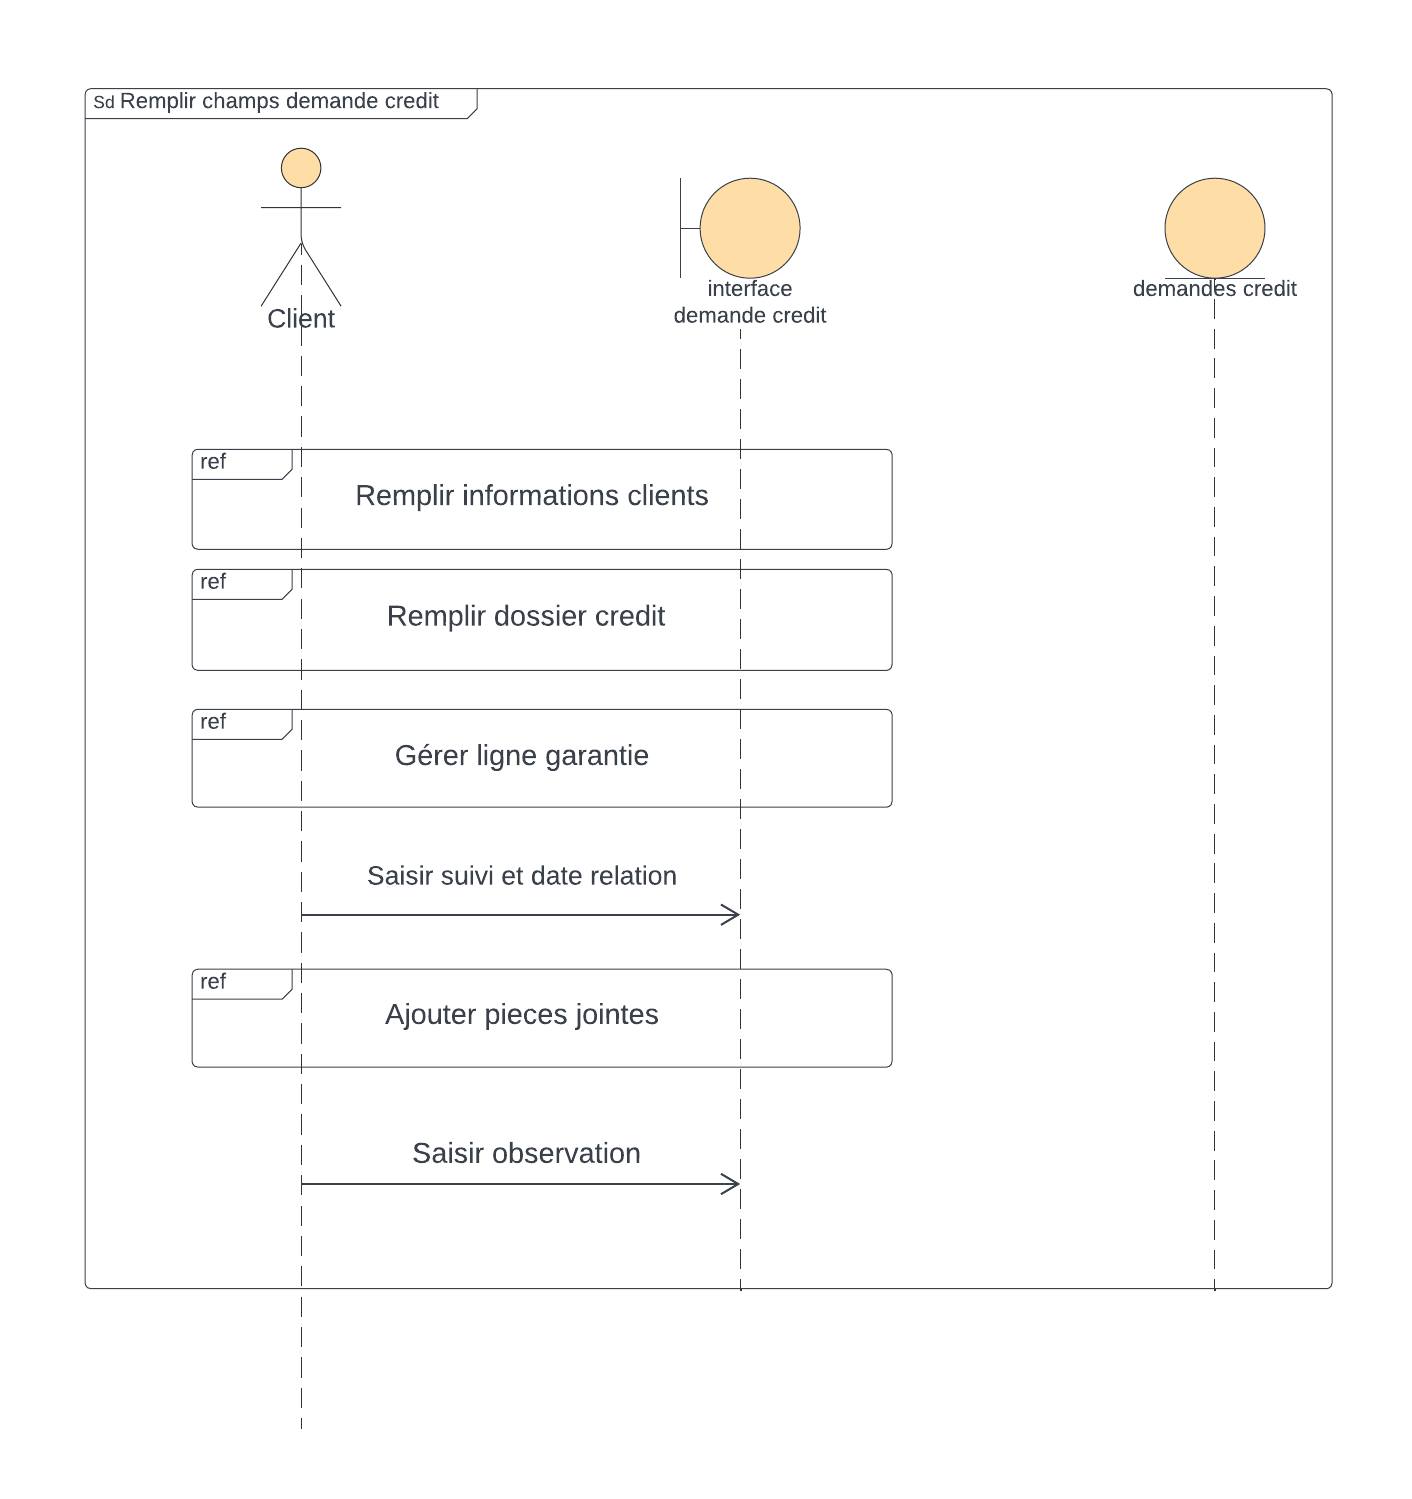 Sd Remplir champs demande credit
Client
interface
demande credit
demandes credit
ref
Remplir informations clients
ref
Remplir dossier credit
ref
Gérer ligne garantie
Saisir suivi et date relation
ref
Ajouter pieces jointes
Saisir observation